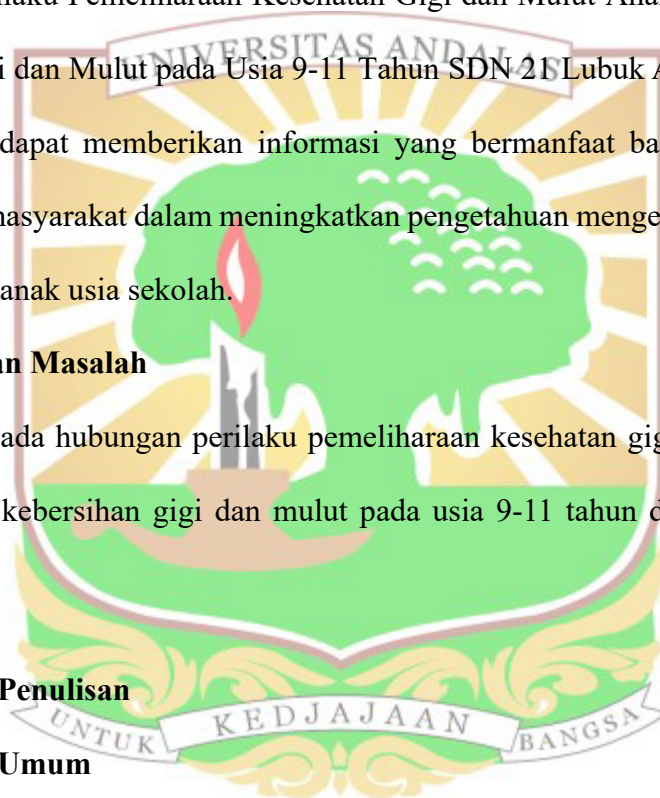 Pemeliharaan Kesehatan Gigi dan Mulut
UNIVERSITAS ANDALAS
i dan Mulut pada Usia 9-11 Tahun SDN 21 Lubuk A
dapat memberikan informasi yang bermanfaat ba
masyarakat dalam meningkatkan pengetahuan menge
anak usia sekolah.
an Masalah
ada hubungan perilaku pemeliharaan kesehatan gig
kebersihan gigi dan mulut pada usia 9-11 tahun d
Penulisan
UNTUK KEDJAJAAN BANGSA
Umum